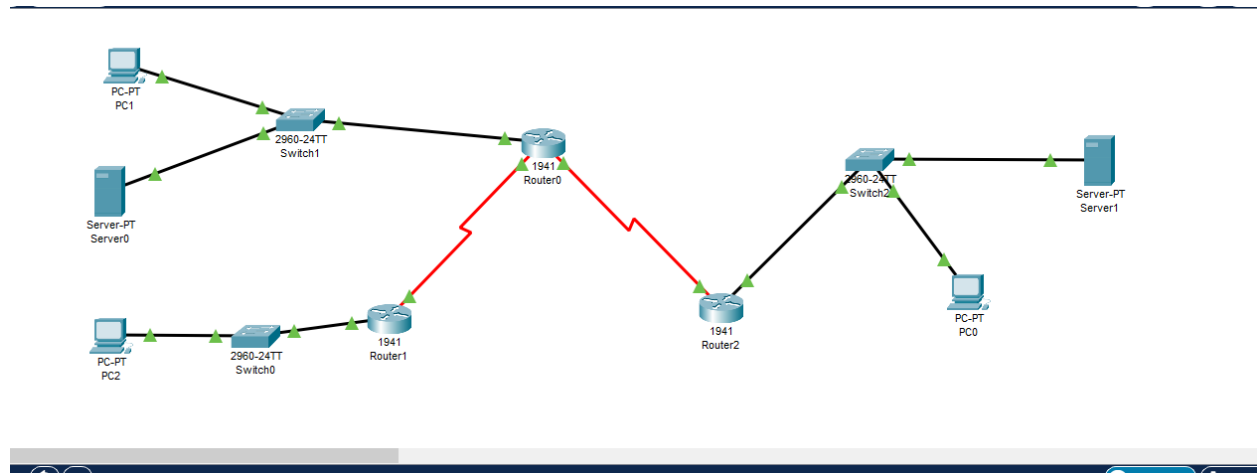 PC-PT
PC1
2960-24TT
Switch1
1941
Router0
2960-24TT
Switch2
Server-PT
Server1
Server-PT
Server0
PC-PT
PC0
1941
Router2
1941
Router1
2960-24TT
Switch0
PC-PT
PC2